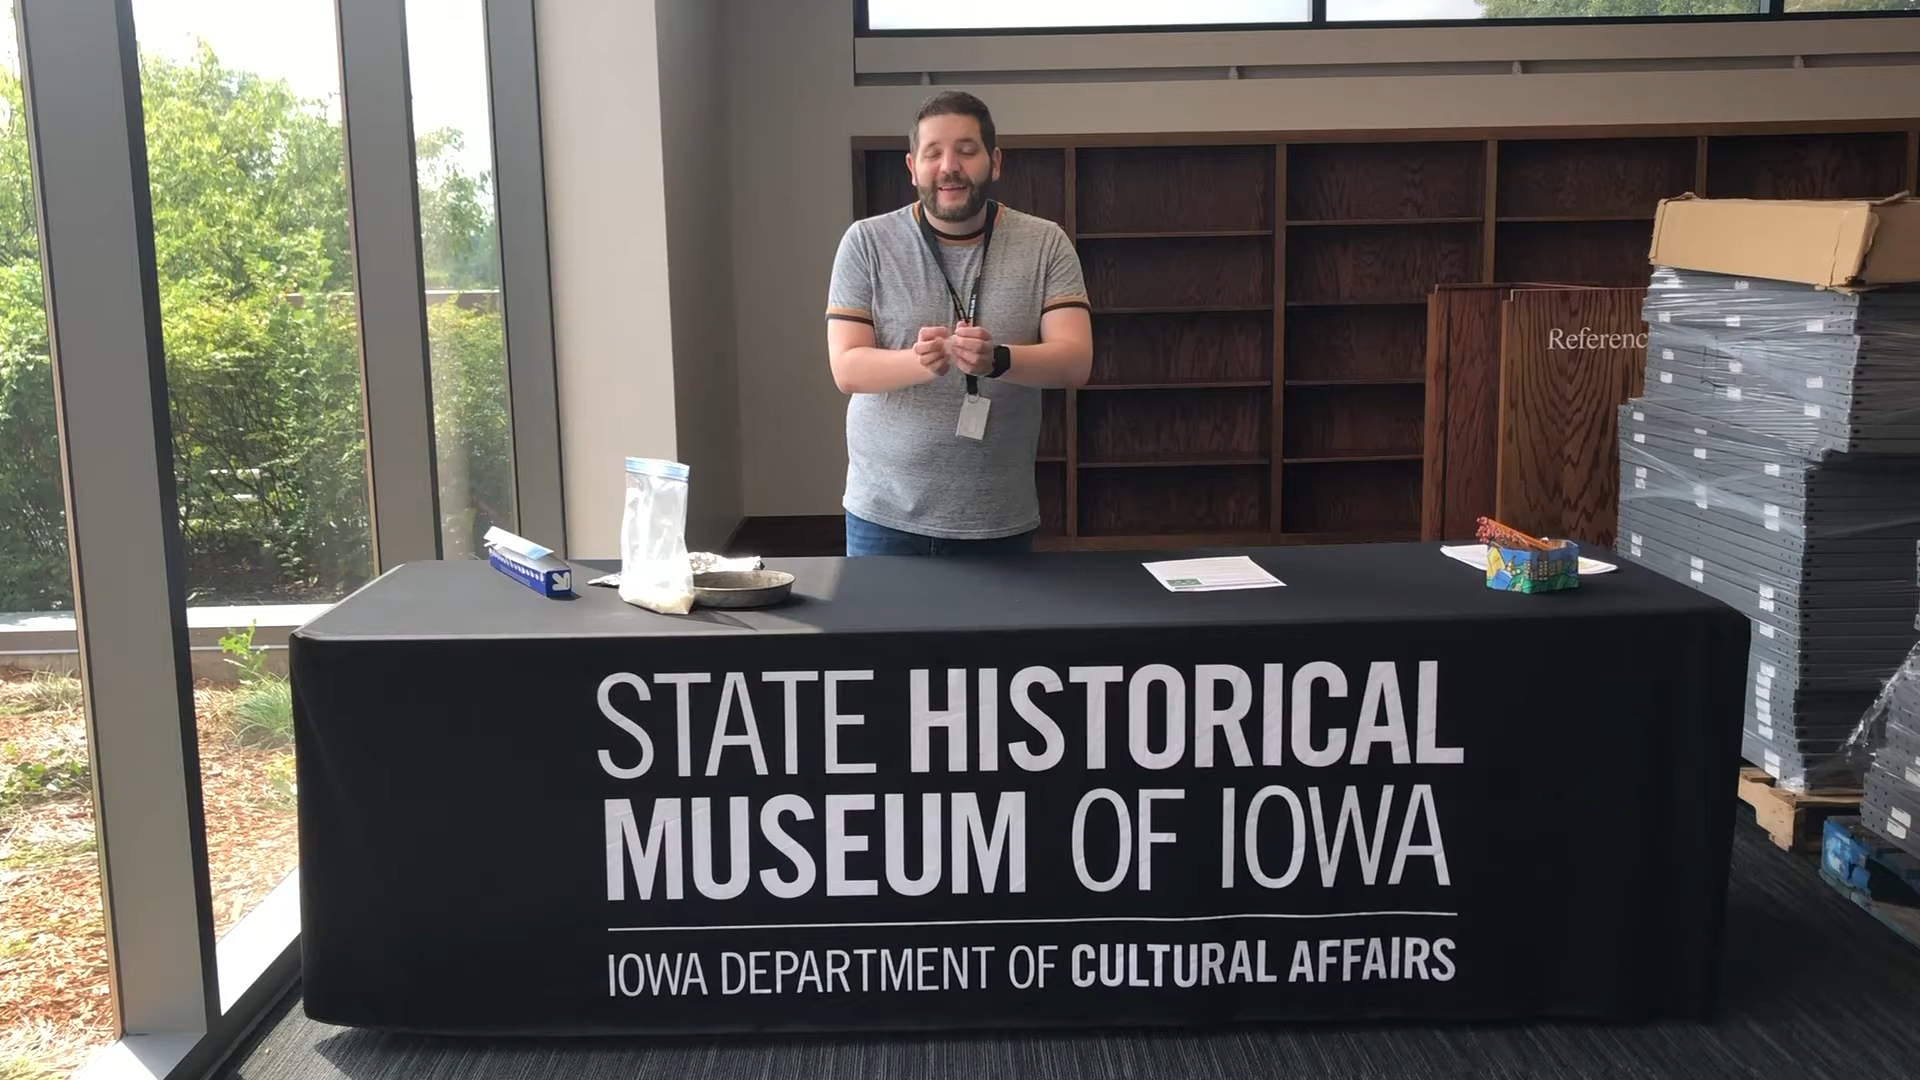 Referenc
STATE HISTORICAL
MUSEUM OF IOWA
IOWA DEPARTMENT OF CULTURAL AFFAIRS